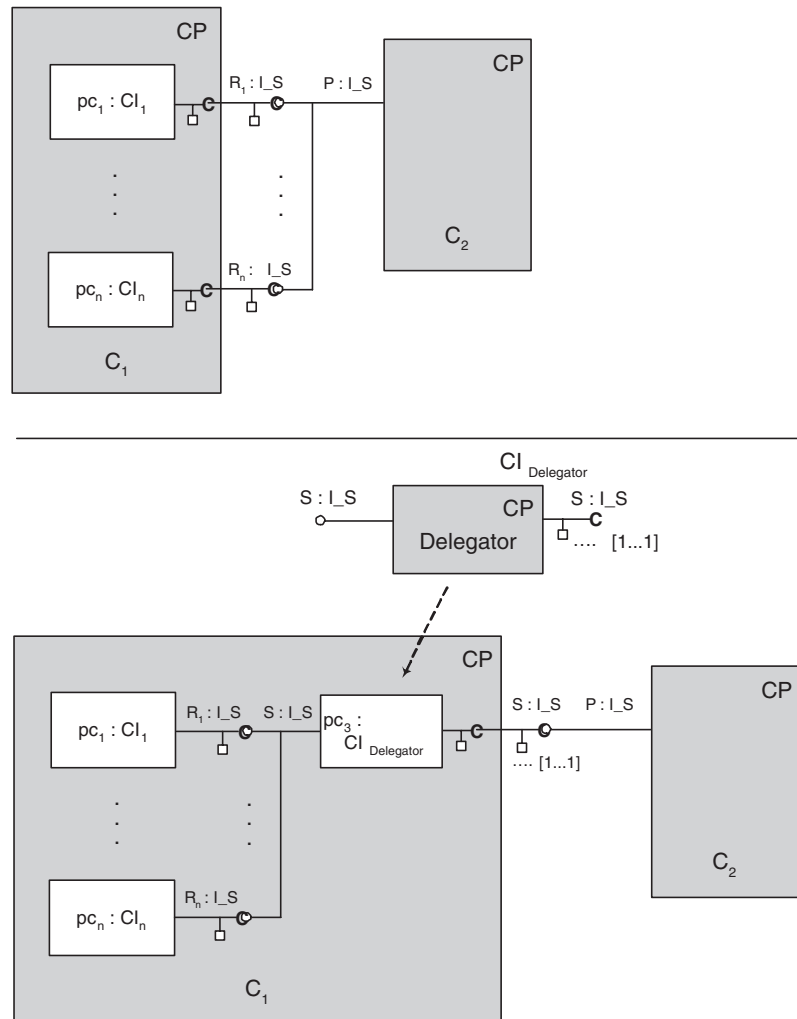 CP
R₁ : I_S
P : I_S
CP
pc₁ : CI₁
C₂
Rₙ : I_S
pcₙ : CIₙ
C₁
CI Delegator
S : I_S
CP
S : I_S
Delegator
.... [1...1]
CP
CP
R₁ : I_S
S : I_S
S : I_S
P : I_S
pc₁ : CI₁
pc₃ :
CI Delegator
.... [1...1]
C₂
Rₙ : I_S
pcₙ : CIₙ
C₁